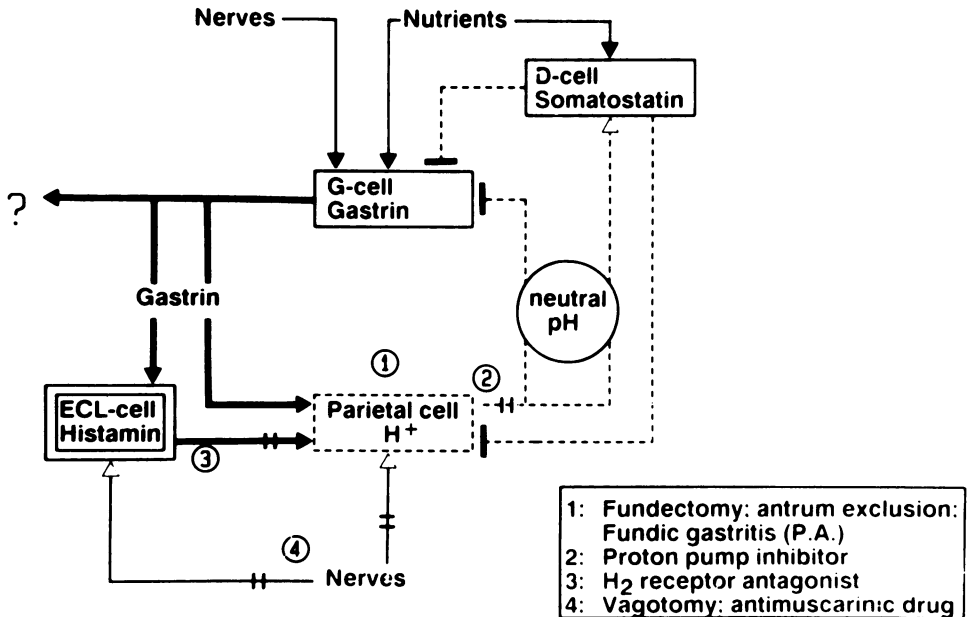 Nerves
Nutrients
D-cell
Somatostatin
G-cell
Gastrin
?
Gastrin
neutral
pH
1
2
ECL-cell
Histamin
Parietal cell
H+
3
4
Nerves
1: Fundectomy: antrum exclusion:
Fundic gastritis (P.A.)
2: Proton pump inhibitor
3: H2 receptor antagonist
4: Vagotomy: antimuscarinic drug